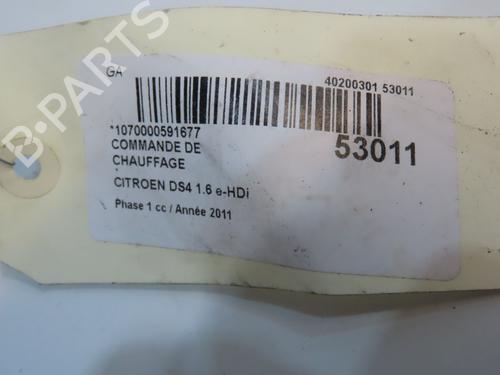 GA
40200301 53011
*1070000591677
53011
COMMANDE DE
CHAUFFAGE
CITROEN DS4 1.6 e-HDi
Phase 1 cc / Année 2011
B-PARTS